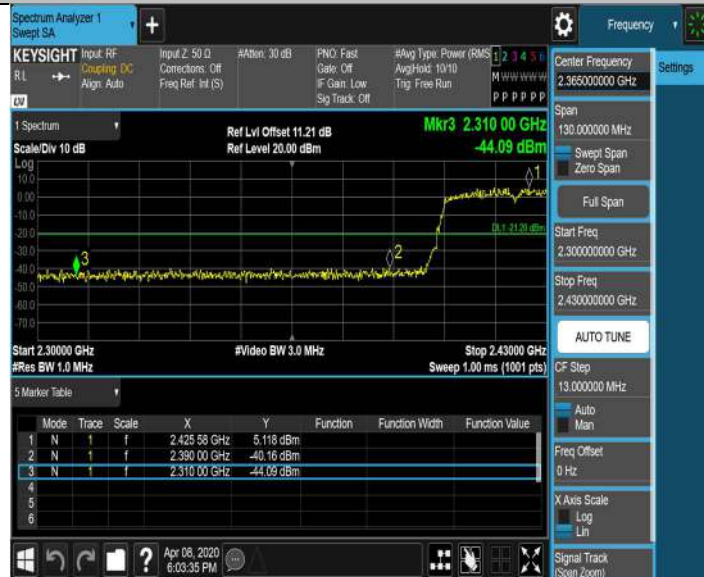 Spectrum Analyzer 1
Swept SA
Frequency
KEYSIGHT
Input: RF
Input Z: 50 Ω
#Atten: 30 dB
PNO: Fast
#Avg Type: Power (RMS
1 2 3 4 5 6
RL
Coupling: DC
Corrections: Off
Gate: Off
Avg|Hold: 10/10
M W W W W W
Align: Auto
Freq Ref: Int (S)
IF Gain: Low
Trig: Free Run
Sig Track: Off
P P P P P P
Center Frequency
2.365000000 GHz
Settings
1 Spectrum
Ref Lvl Offset 11.21 dB
Mkr3 2.310 00 GHz
Scale/Div 10 dB
Ref Level 20.00 dBm
-44.09 dBm
Log
10.0
0.00
-10.0
-20.0
-30.0
-40.0
-50.0
-60.0
-70.0
1
DL1 -21.20 dBm
2
3
Start 2.30000 GHz
#Video BW 3.0 MHz
Stop 2.43000 GHz
#Res BW 1.0 MHz
Sweep 1.00 ms (1001 pts)
Span
130.000000 MHz
Swept Span
Zero Span
Full Span
Start Freq
2.300000000 GHz
Stop Freq
2.430000000 GHz
AUTO TUNE
CF Step
13.000000 MHz
Auto
Man
Freq Offset
0 Hz
X Axis Scale
Log
Lin
Signal Track
(Span Zoom)
5 Marker Table
Mode Trace Scale X Y Function Function Width Function Value
1 N 1 f 2.425 58 GHz 5.118 dBm
2 N 1 f 2.390 00 GHz -40.16 dBm
3 N 1 f 2.310 00 GHz -44.09 dBm
4
5
6
?
Apr 08, 2020
6:03:35 PM